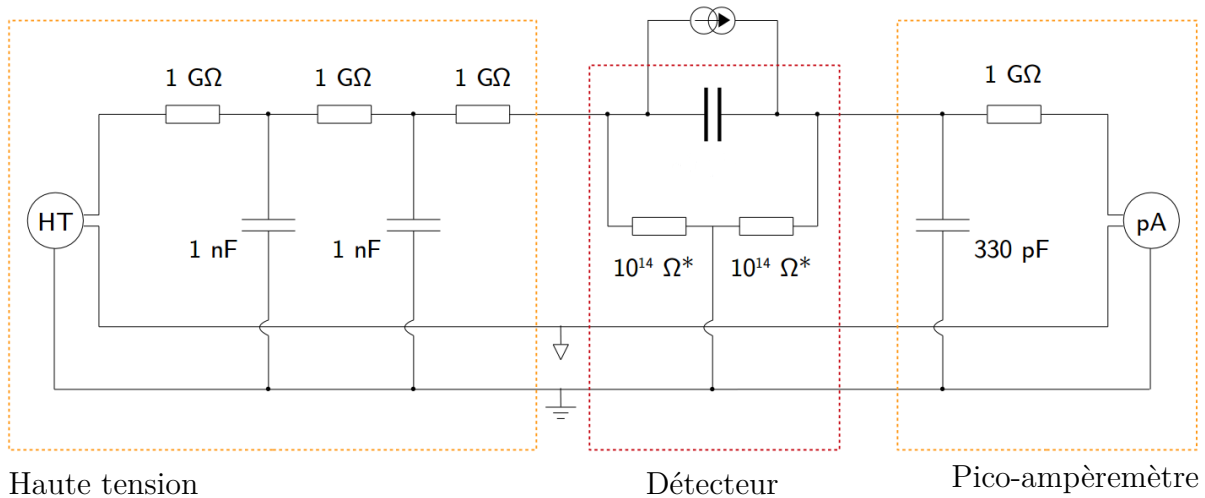 1 GΩ 1 GΩ 1 GΩ 1 GΩ
HT 1 nF 1 nF 10¹⁴ Ω* 10¹⁴ Ω* 330 pF pA
Haute tension Détecteur Pico-ampèremètre